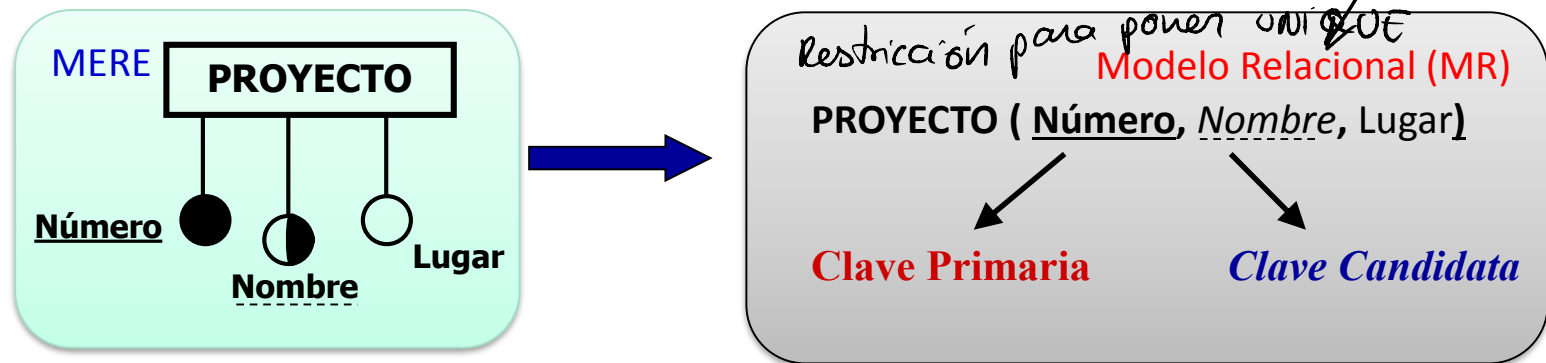 MERE
PROYECTO
Número
Nombre
Lugar
Restricción para poner UNIQUE
Modelo Relacional (MR)
PROYECTO ( Número, Nombre, Lugar)
Clave Primaria
Clave Candidata